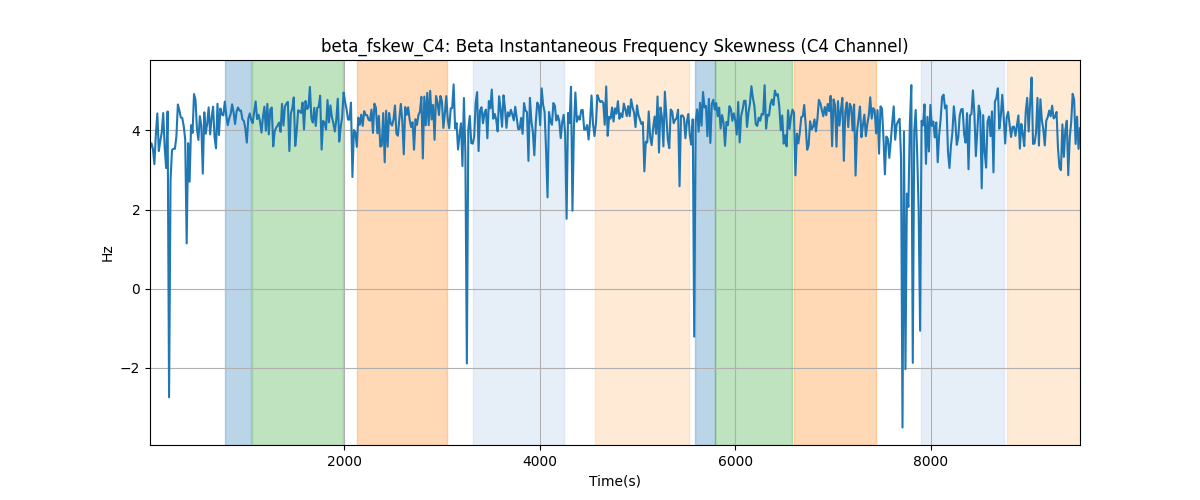 beta_fskew_C4: Beta Instantaneous Frequency Skewness (C4 Channel)
4
2
0
−2
Hz
2000 4000 6000 8000
Time(s)